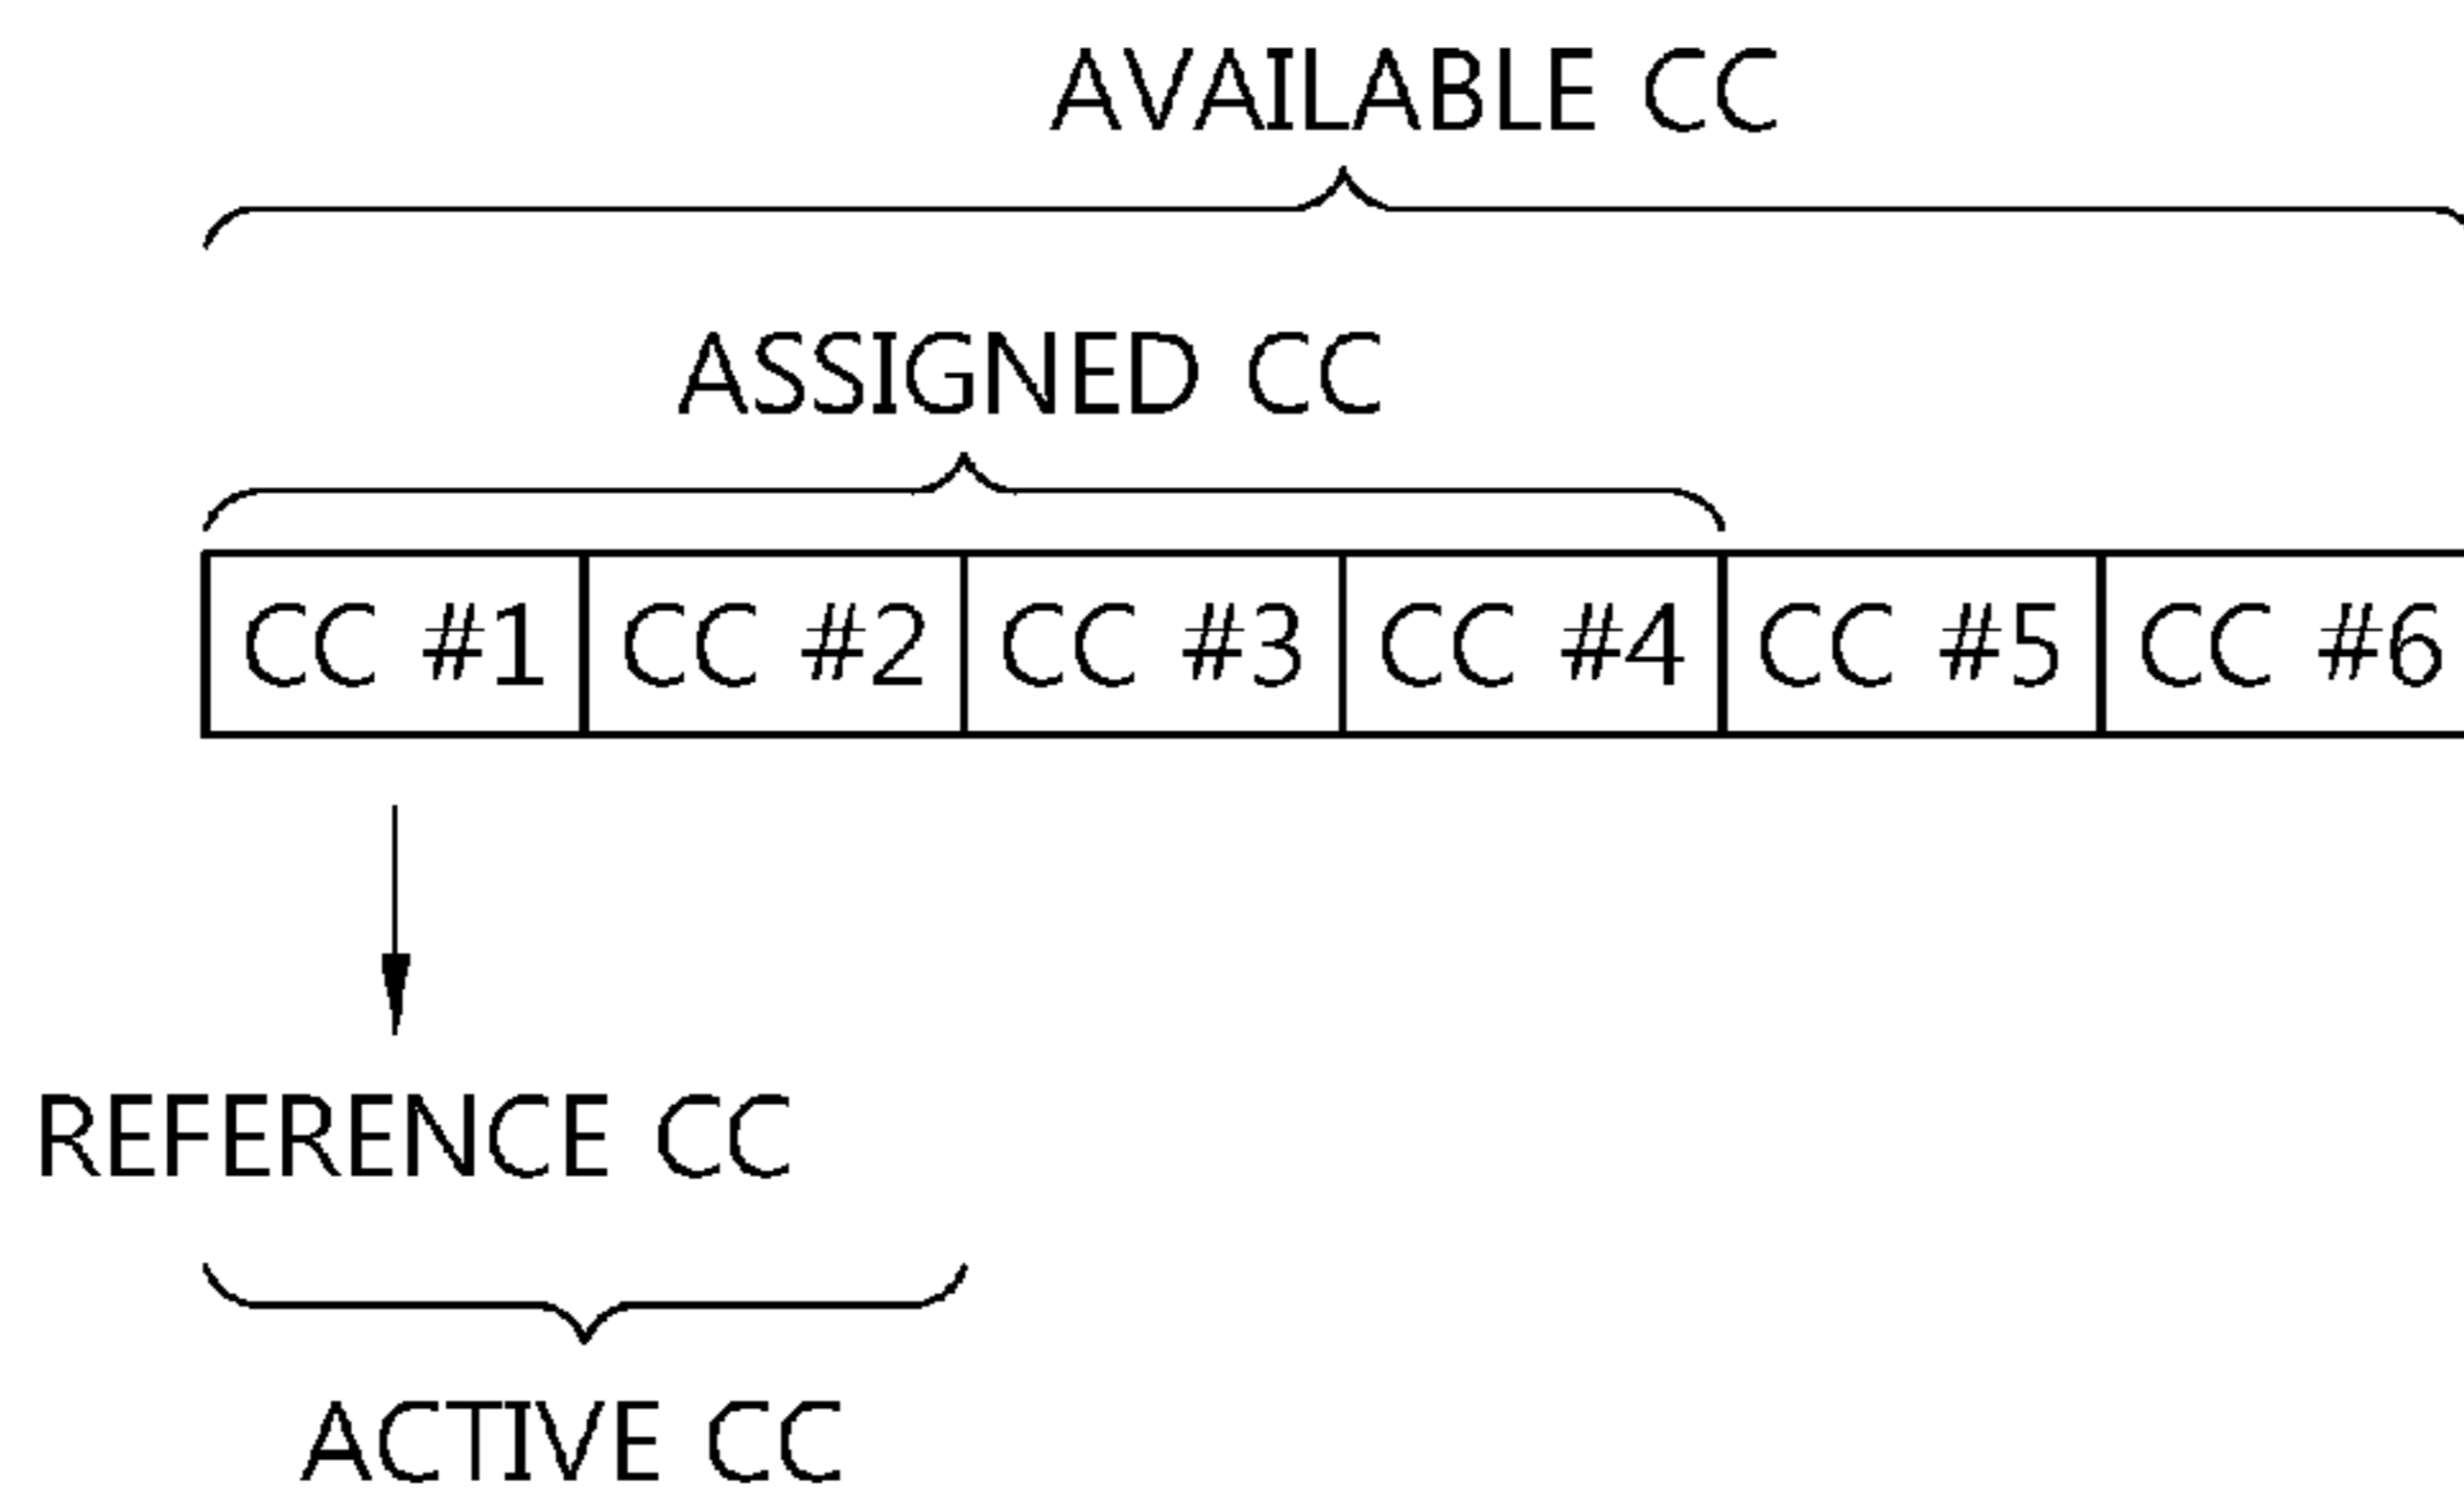 AVAILABLE CC
ASSIGNED CC
CC #1 CC #2 CC #3 CC #4 CC #5 CC #6
REFERENCE CC
ACTIVE CC